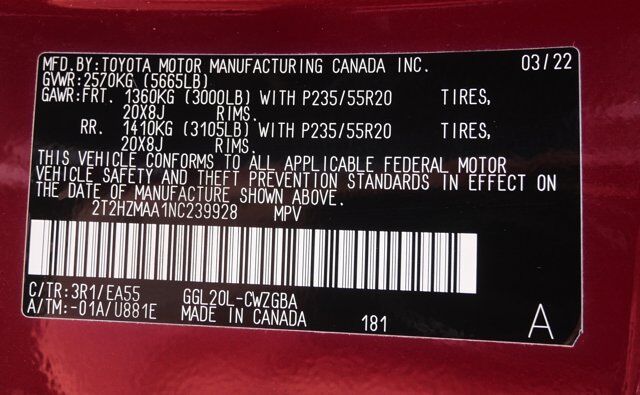 MFD.BY:TOYOTA MOTOR MANUFACTURING CANADA INC. 03/22
GVWR:2570KG (5665LB)
GAWR:FRT. 1360KG (3000LB) WITH P235/55R20 TIRES,
20X8J RIMS.
RR. 1410KG (3105LB) WITH P235/55R20 TIRES,
20X8J RIMS.
THIS VEHICLE CONFORMS TO ALL APPLICABLE FEDERAL MOTOR
VEHICLE SAFETY AND THEFT PREVENTION STANDARDS IN EFFECT ON
THE DATE OF MANUFACTURE SHOWN ABOVE.
2T2HZMAA1NC239928 MPV
C/TR:3R1/EA55 GGL20L-CWZGBA
A/TM:-01A/U881E MADE IN CANADA 181 A